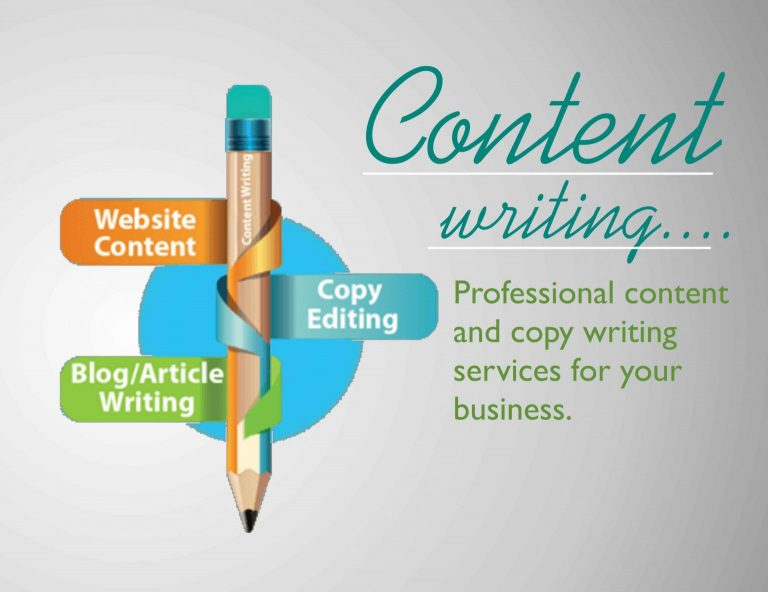 Content
writing....
Professional content
and copy writing
services for your
business.
Content Writing
Website
Content
Copy
Editing
Blog/Article
Writing